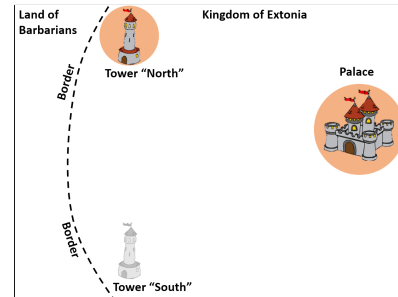 Land of
Barbarians
Kingdom of Extonia
Border
Tower “North”
Palace
Border
Tower “South”